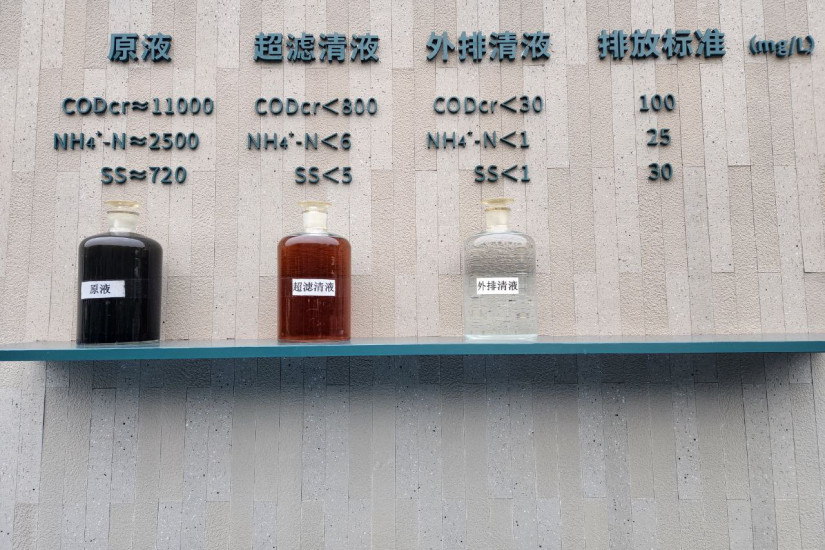 原液 超滤清液 外排清液 排放标准 (mg/L)
CODcr≈11000 CODcr<800 CODcr<30 100
NH₄⁺-N≈2500 NH₄⁺-N<6 NH₄⁺-N<1 25
SS≈720 SS<5 SS<1 30
原液 超滤清液 外排清液